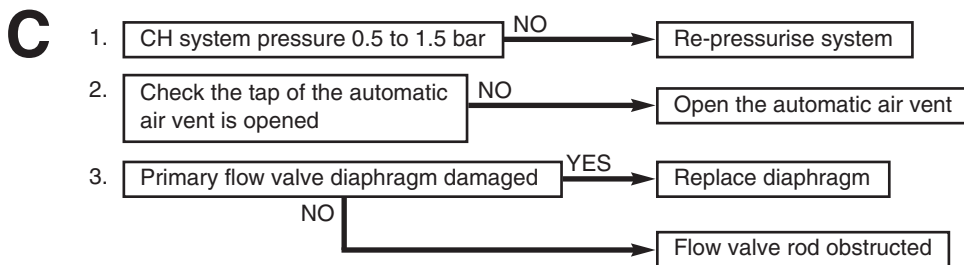 C
1. CH system pressure 0.5 to 1.5 bar NO Re-pressurise system
2. Check the tap of the automatic
air vent is opened NO Open the automatic air vent
3. Primary flow valve diaphragm damaged YES Replace diaphragm
NO
Flow valve rod obstructed